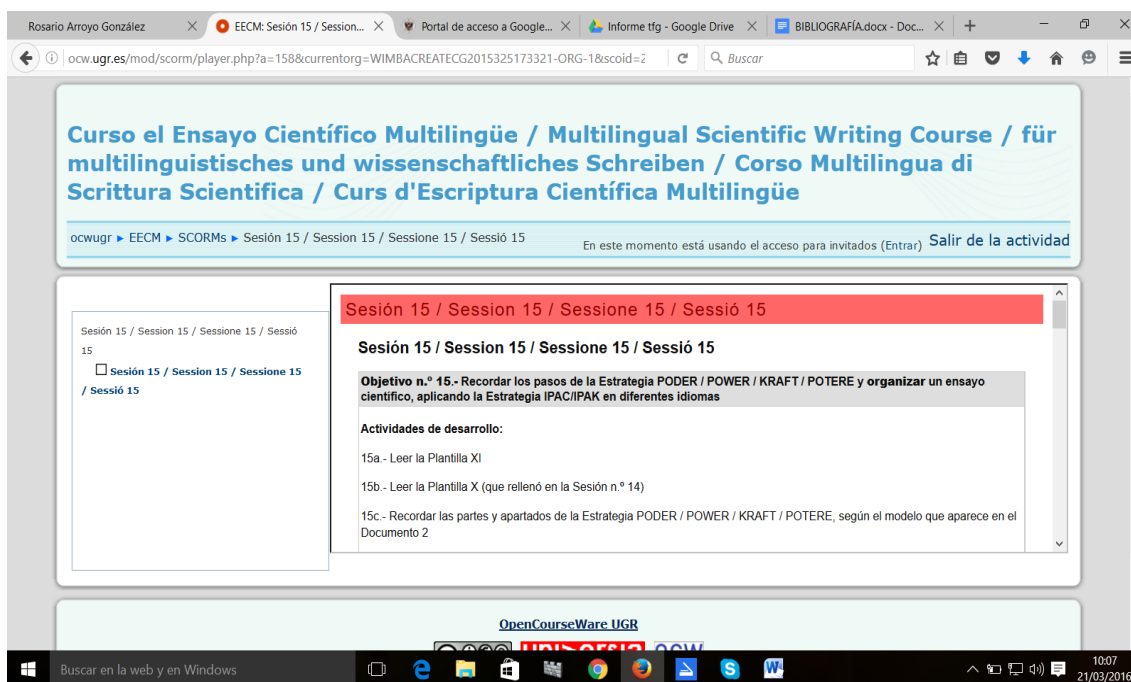 Rosario Arroyo González
EECM: Sesión 15 / Session...
Portal de acceso a Google...
Informe tfg - Google Drive
BIBLIOGRAFÍA.docx - Doc...
ocw.ugr.es/mod/scorm/player.php?a=158&currentorg=WIMBACREATECG2015325173321-ORG-1&scoid=2
Buscar
Curso el Ensayo Científico Multilingüe / Multilingual Scientific Writing Course / für
multilinguistisches und wissenschaftliches Schreiben / Corso Multilingua di
Scrittura Scientifica / Curs d'Escriptura Científica Multilingüe
ocwugr ► EECM ► SCORMs ► Sesión 15 / Session 15 / Sessione 15 / Sessió 15
En este momento está usando el acceso para invitados (Entrar) Salir de la actividad
Sesión 15 / Session 15 / Sessione 15 / Sessió
15
Sesión 15 / Session 15 / Sessione 15
/ Sessió 15
Sesión 15 / Session 15 / Sessione 15 / Sessió 15
Sesión 15 / Session 15 / Sessione 15 / Sessió 15
Objetivo n.º 15.- Recordar los pasos de la Estrategia PODER / POWER / KRAFT / POTERE y organizar un ensayo
científico, aplicando la Estrategia IPAC/IPAK en diferentes idiomas
Actividades de desarrollo:
15a.- Leer la Plantilla XI
15b.- Leer la Plantilla X (que rellenó en la Sesión n.º 14)
15c.- Recordar las partes y apartados de la Estrategia PODER / POWER / KRAFT / POTERE, según el modelo que aparece en el
Documento 2
OpenCourseWare UGR
Buscar en la web y en Windows
10:07
21/03/2016